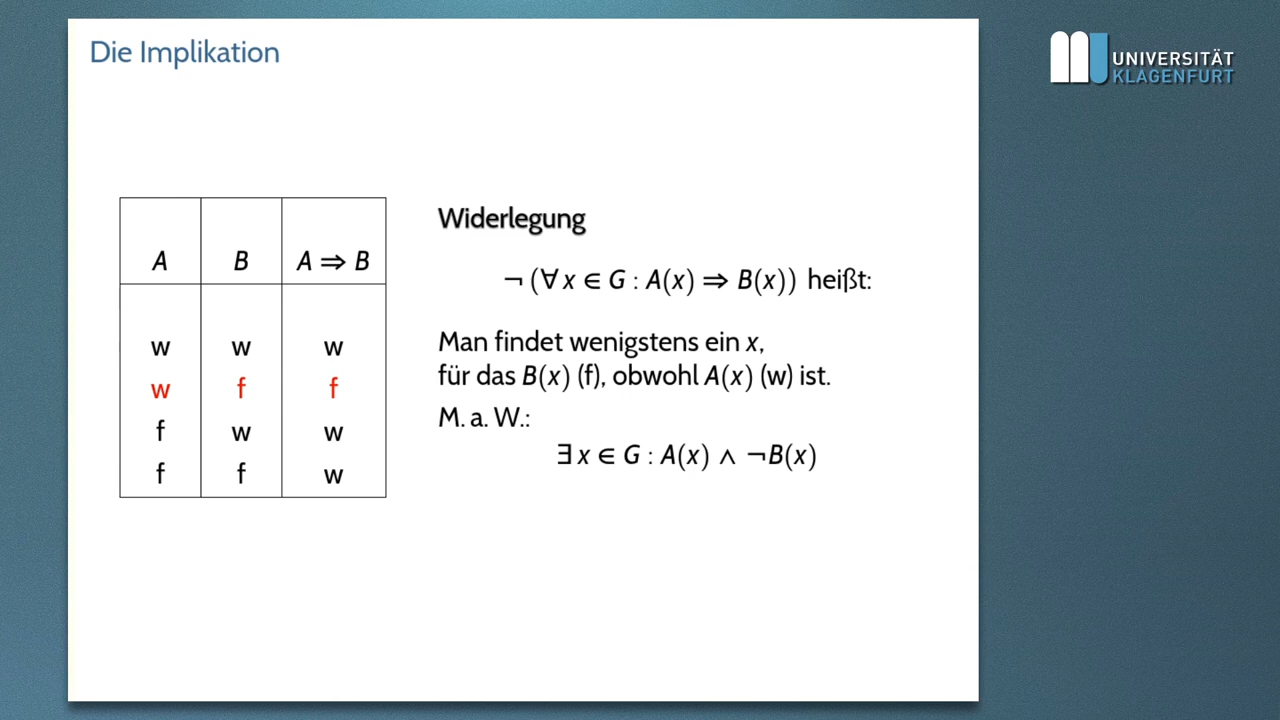 Die Implikation
UNIVERSITÄT
KLAGENFURT
A B A ⇒ B
w w w
w f f
f w w
f f w
Widerlegung
¬ (∀ x ∈ G : A(x) ⇒ B(x)) heißt:
Man findet wenigstens ein x,
für das B(x) (f), obwohl A(x) (w) ist.
M. a. W.:
∃ x ∈ G : A(x) ∧ ¬B(x)